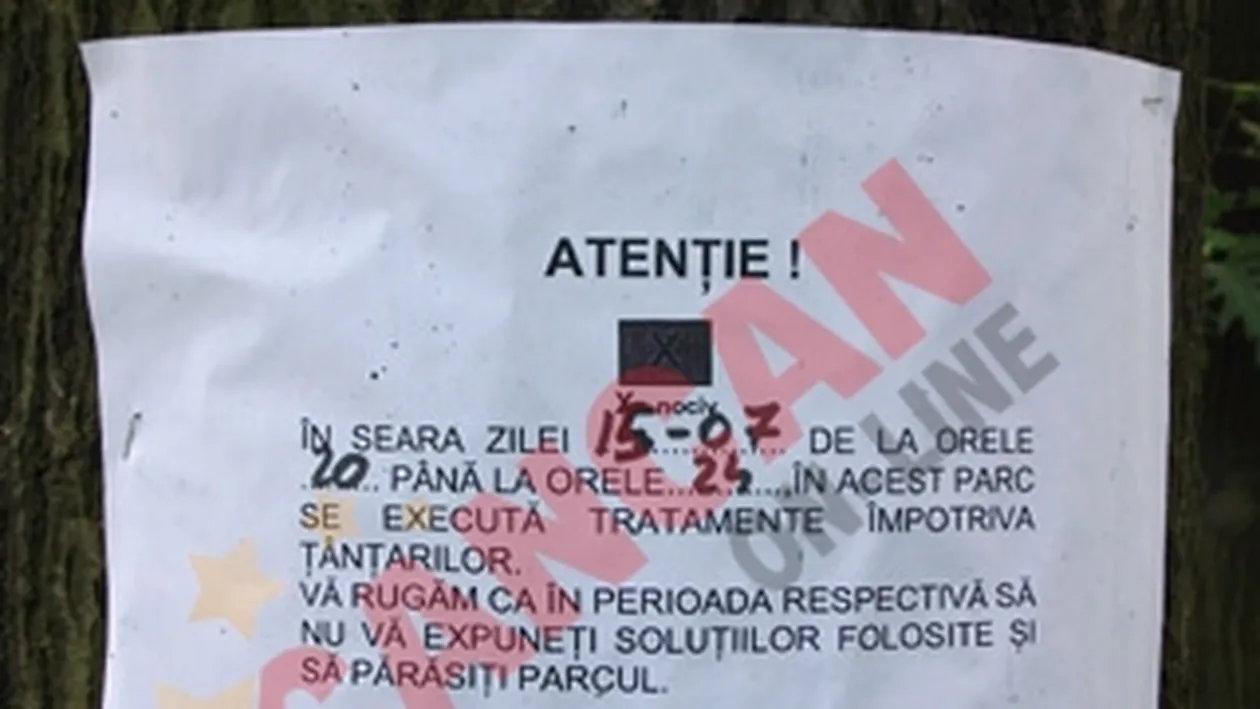 ATENȚIE !
X
X - nociv
ÎN SEARA ZILEI 15-07 DE LA ORELE
20 PÂNĂ LA ORELE...24....ÎN ACEST PARC
SE EXECUTĂ TRATAMENTE ÎMPOTRIVA
ȚÂNȚARILOR.
VĂ RUGĂM CA ÎN PERIOADA RESPECTIVĂ SĂ
NU VĂ EXPUNEȚI SOLUȚIILOR FOLOSITE ȘI
SĂ PĂRĂSIȚI PARCUL.
CANCAN
ONLINE